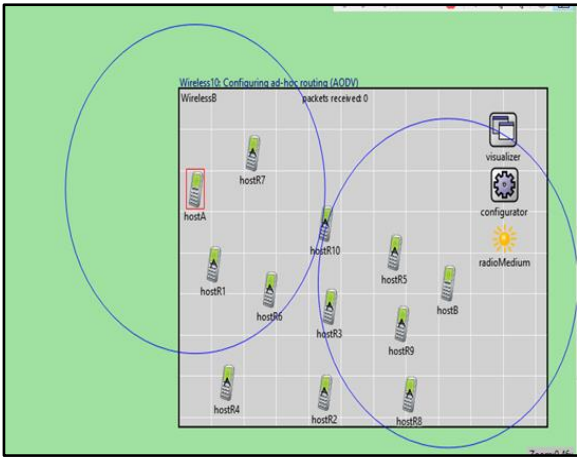 Wireless10: Configuring ad-hoc routing (AODV)
WirelessB packets received: 0
visualizer
hostR7
hostA
configurator
hostR10
radioMedium
hostR1
hostR5
hostR6
hostB
hostR3
hostR9
hostR4
hostR2
hostR8